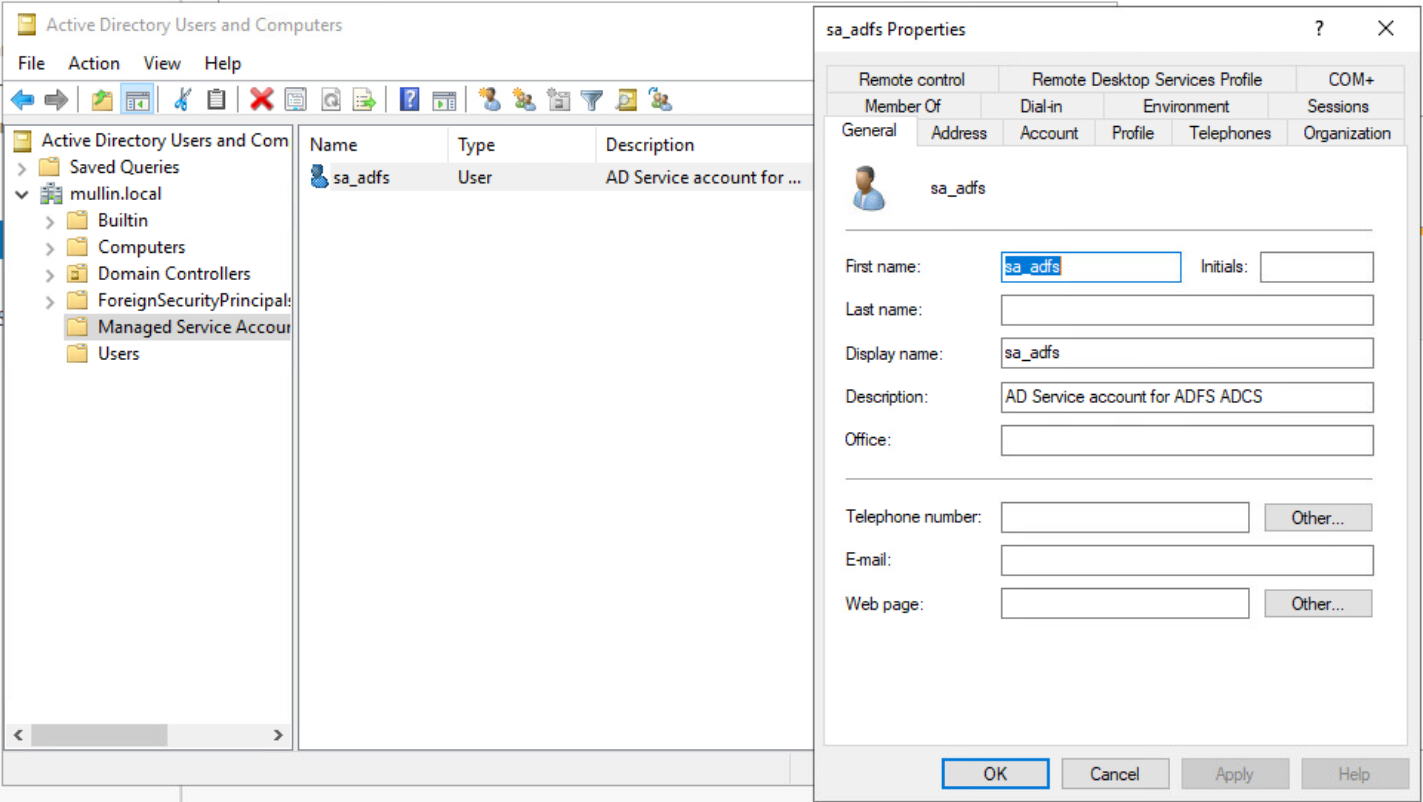 Active Directory Users and Computers
File Action View Help
Active Directory Users and Com
Saved Queries
mullin.local
Builtin
Computers
Domain Controllers
ForeignSecurityPrincipal
Managed Service Accour
Users
Name Type Description
sa_adfs User AD Service account for ...
sa_adfs Properties
? 
Remote control Remote Desktop Services Profile COM+
Member Of Dial-in Environment Sessions
General Address Account Profile Telephones Organization
sa_adfs
First name: sa_adfs Initials:
Last name:
Display name: sa_adfs
Description: AD Service account for ADFS ADCS
Office:
Telephone number: Other...
E-mail:
Web page: Other...
OK Cancel Apply Help